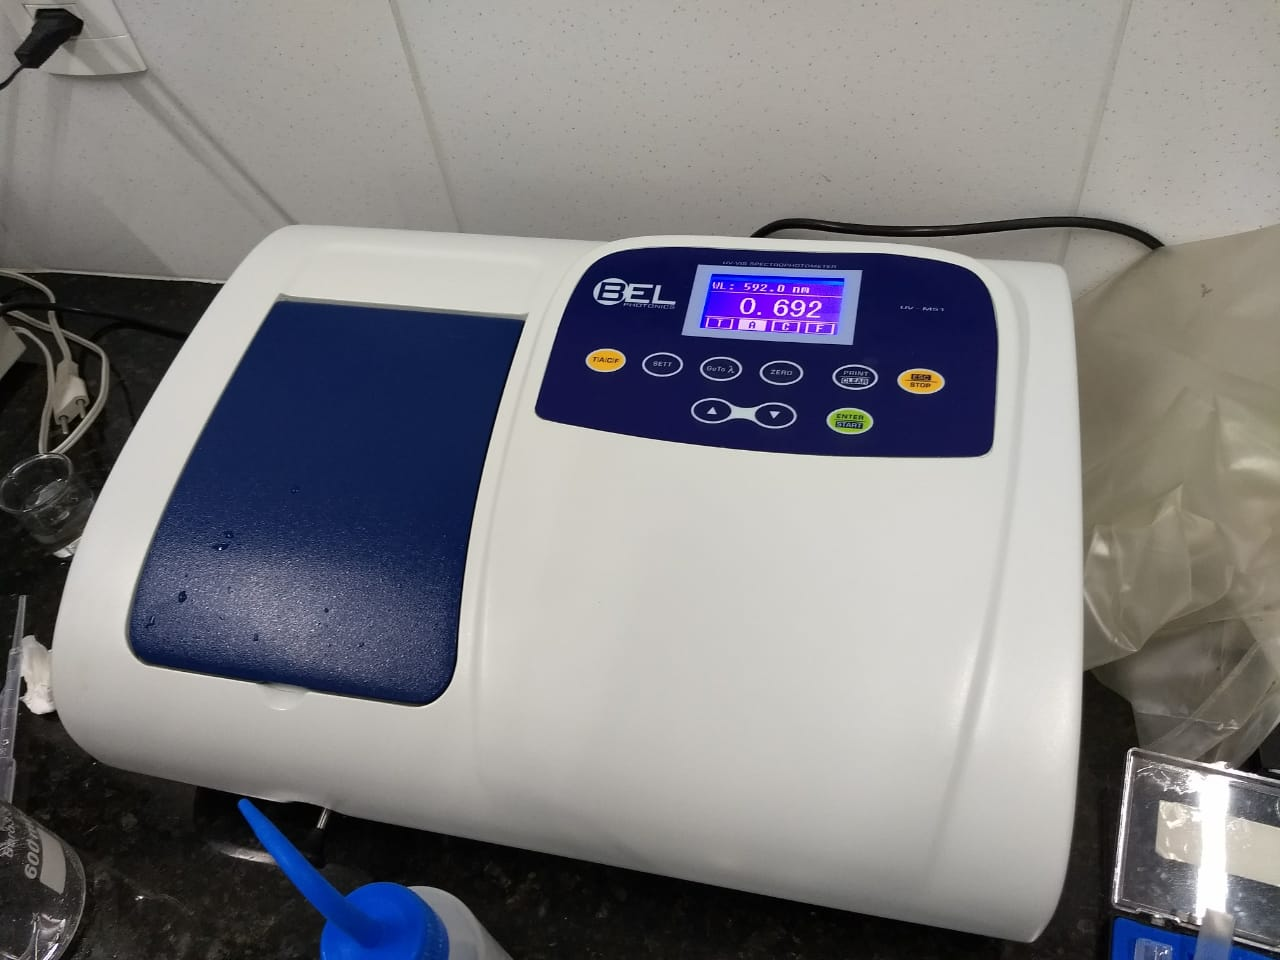 UV-VIS SPECTROPHOTOMETER
BEL
PHOTONICS
WL: 592.0 nm
0.692
T A C F
UV-M51
T/A/C/F
SETT
GoTo λ
ZERO
PRINT
CLEAR
ESC
STOP
▲
▼
ENTER
START
600